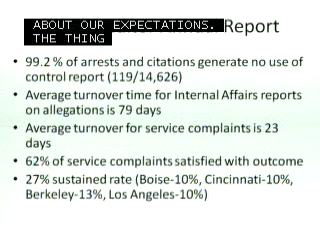 ABOUT OUR EXPECTATIONS. Report
THE THING
• 99.2 % of arrests and citations generate no use of
control report (119/14,626)
• Average turnover time for Internal Affairs reports
on allegations is 79 days
• Average turnover for service complaints is 23
days
• 62% of service complaints satisfied with outcome
• 27% sustained rate (Boise-10%, Cincinnati-10%,
Berkeley-13%, Los Angeles-10%)